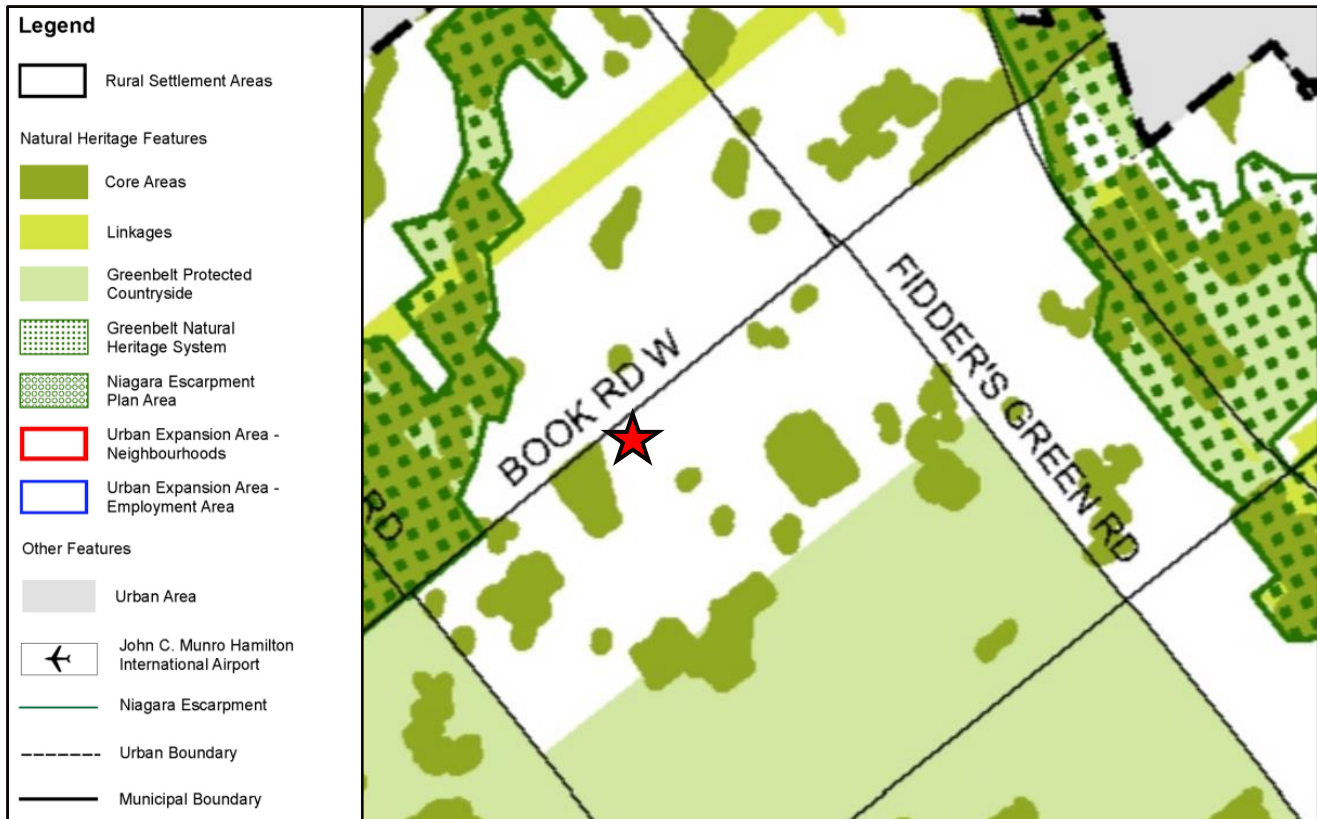 Legend
Rural Settlement Areas
Natural Heritage Features
Core Areas
Linkages
Greenbelt Protected
Countryside
Greenbelt Natural
Heritage System
Niagara Escarpment
Plan Area
Urban Expansion Area -
Neighbourhoods
Urban Expansion Area -
Employment Area
Other Features
Urban Area
John C. Munro Hamilton
International Airport
Niagara Escarpment
Urban Boundary
Municipal Boundary
BOOK RD W
FIDDER'S GREEN RD
RD